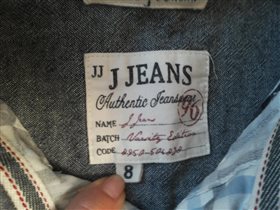 JJ J JEANS
Authentic Jeanswear
NAME J Jeans
BATCH Varsity Edition
CODE
8